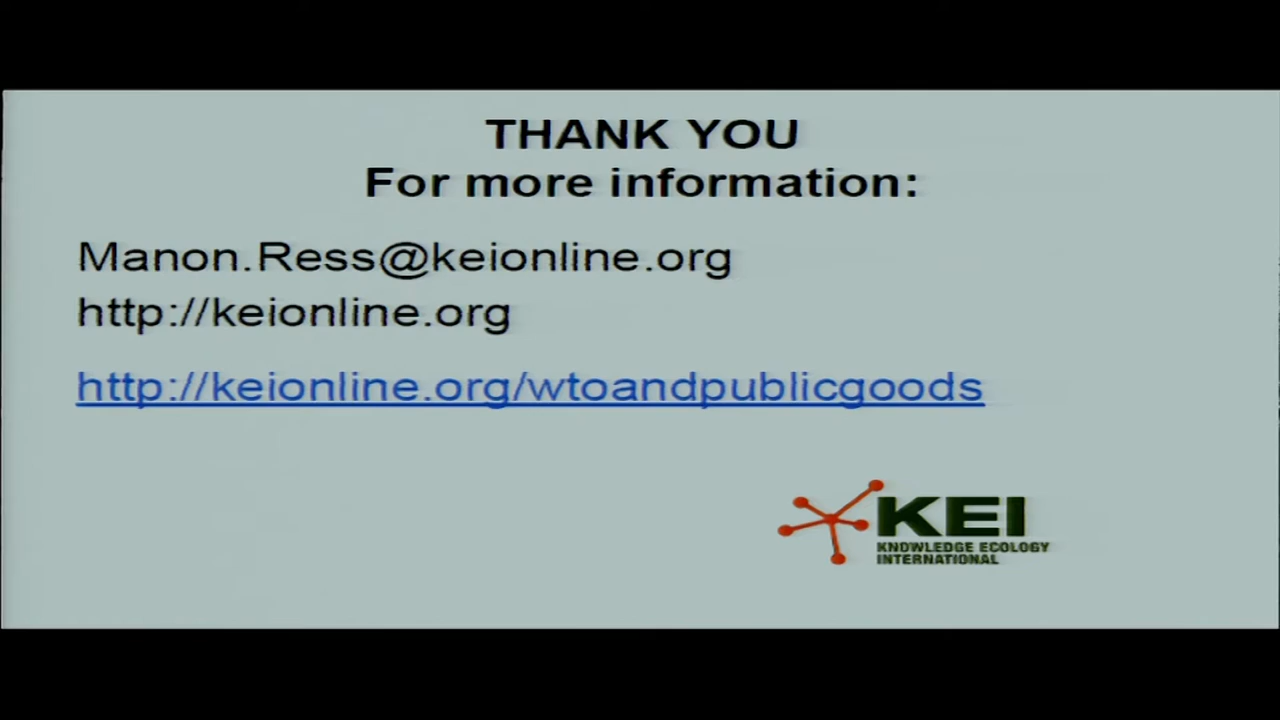 THANK YOU
For more information:
Manon.Ress@keionline.org
http://keionline.org
http://keionline.org/wtoandpublicgoods
KEI
KNOWLEDGE ECOLOGY
INTERNATIONAL